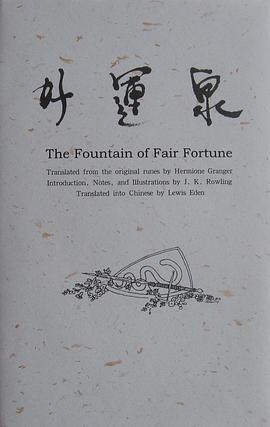 好運泉
The Fountain of Fair Fortune
Translated from the original runes by Hermione Granger
Introduction, Notes, and Illustrations by J. K. Rowling
Translated into Chinese by Lewis Eden